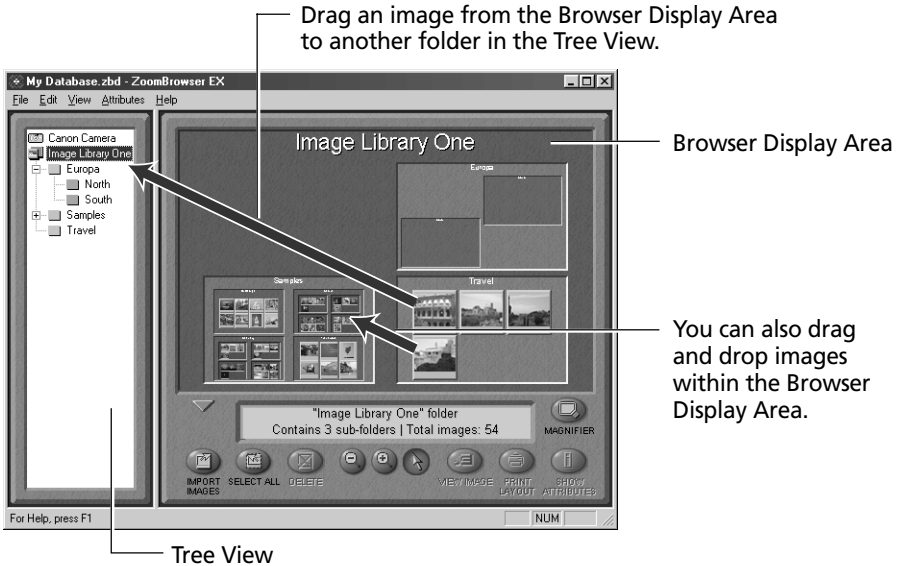 Drag an image from the Browser Display Area
to another folder in the Tree View.
My Database.zbd - ZoomBrowser EX
File Edit View Attributes Help
Canon Camera
Image Library One
Europa
North
South
Samples
Travel
Image Library One
Europa
Samples
Travel
Browser Display Area
You can also drag
and drop images
within the Browser
Display Area.
"Image Library One" folder
Contains 3 sub-folders | Total images: 54
MAGNIFIER
IMPORT
IMAGES
SELECT ALL
DELETE
VIEW IMAGE
PRINT
LAYOUT
SHOW
ATTRIBUTES
For Help, press F1
NUM
Tree View